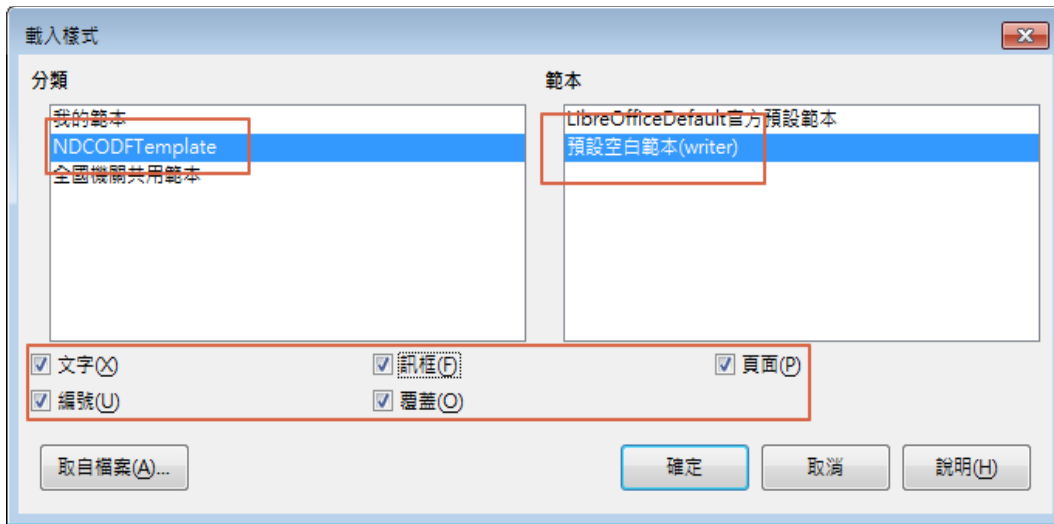 載入樣式
分類
我的範本
NDCODFTemplate
全國機關共用範本
範本
LibreOfficeDefault官方預設範本
預設空白範本(writer)
文字(X) 訊框(F) 頁面(P)
編號(U) 覆蓋(O)
取自檔案(A)... 確定 取消 說明(H)